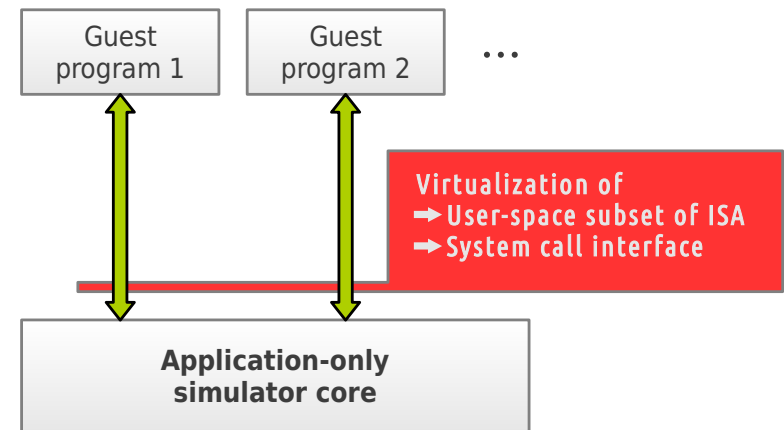 Guest
program 1
Guest
program 2
...
Virtualization of
➡ User-space subset of ISA
➡ System call interface
Application-only
simulator core